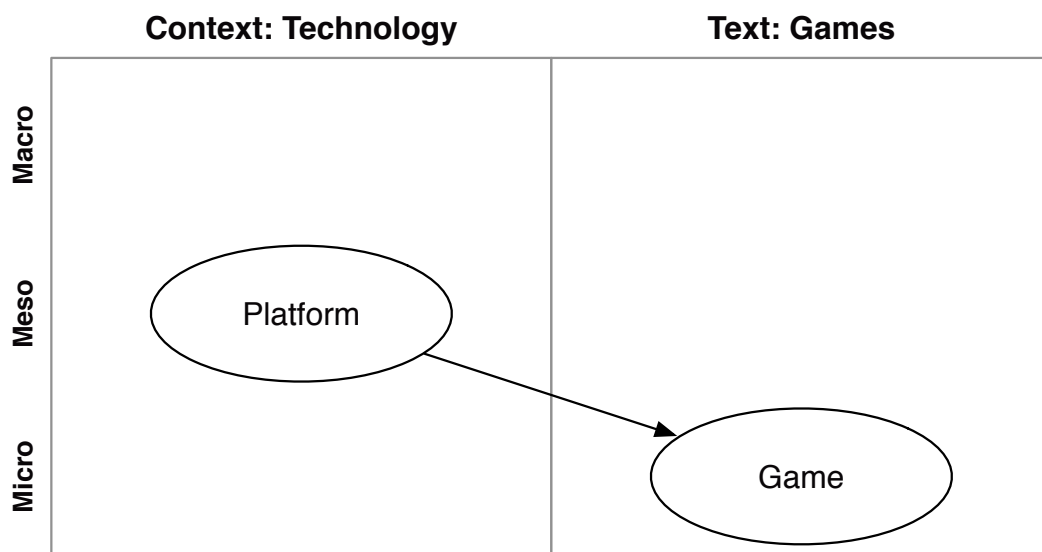 Context: Technology
Text: Games
Macro
Meso
Platform
Micro
Game